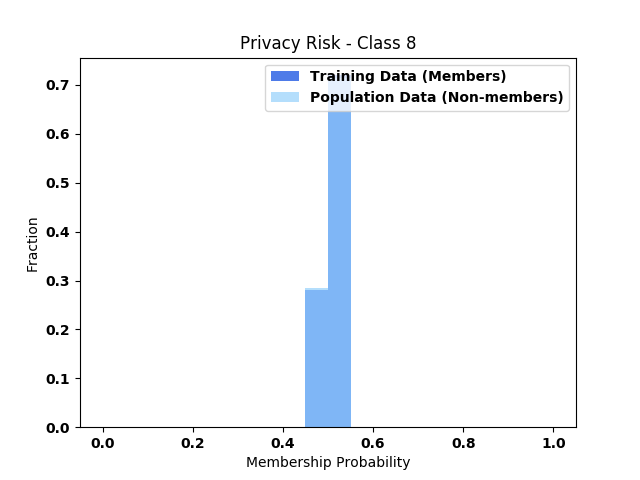 Privacy Risk - Class 8
Training Data (Members)
Population Data (Non-members)
0.7
0.6
0.5
0.4
0.3
0.2
0.1
0.0
Fraction
0.0 0.2 0.4 0.6 0.8 1.0
Membership Probability